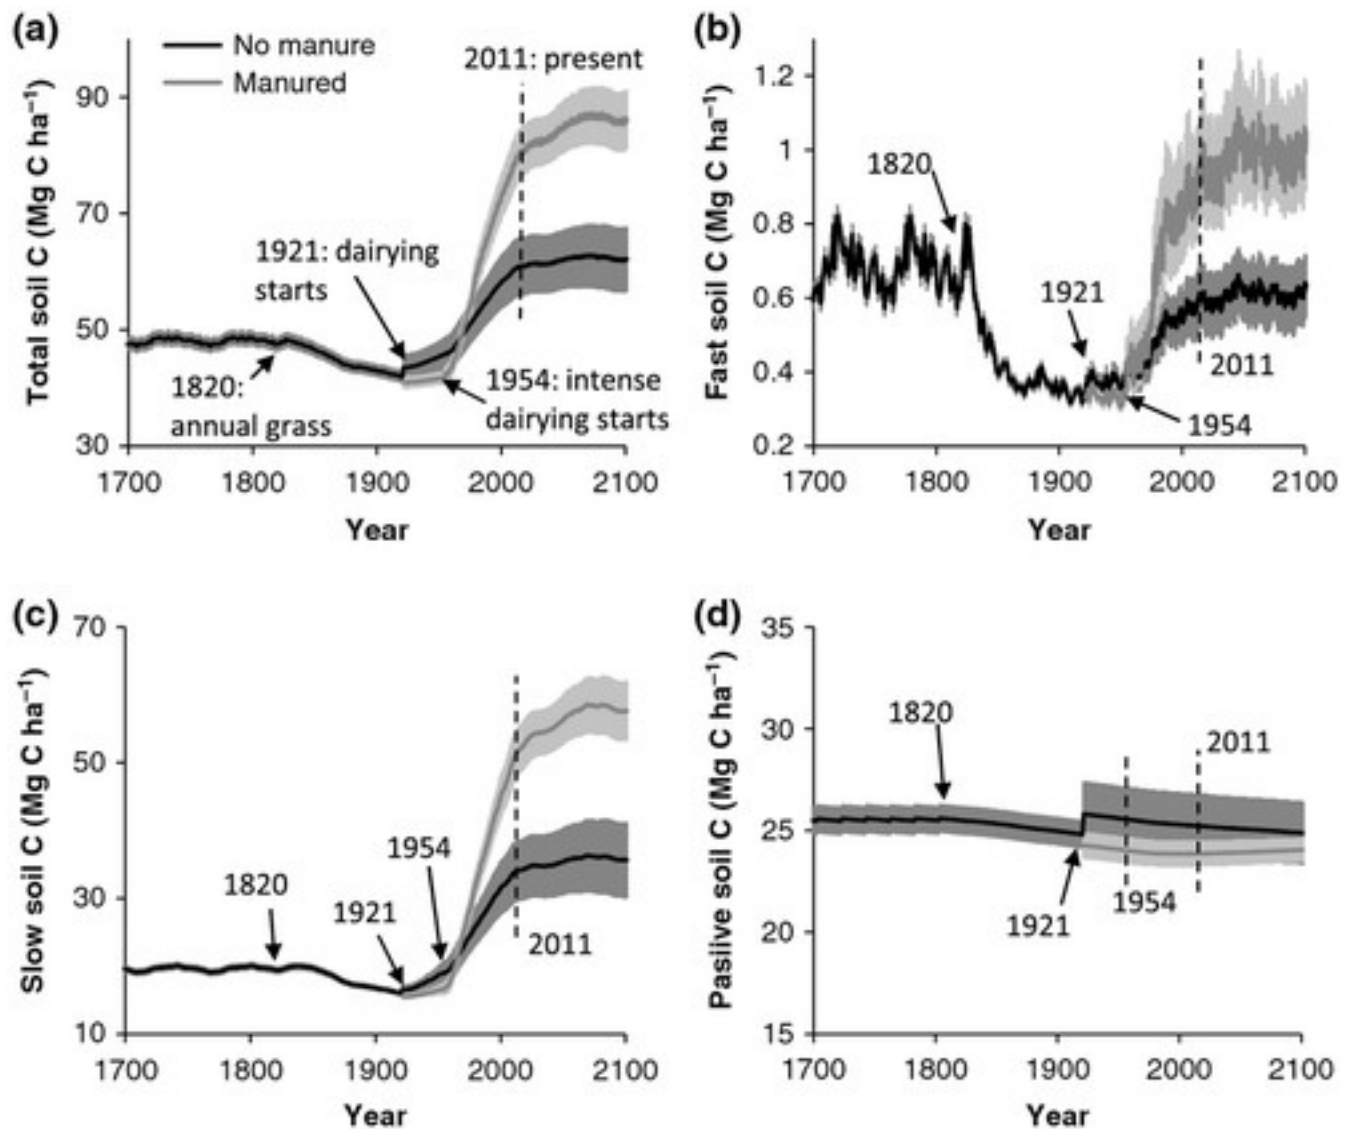 (a)
No manure
Manured
2011: present
Total soil C (Mg C ha⁻¹)
90
70
50
30
1921: dairying
starts
1820:
annual grass
1954: intense
dairying starts
1700
1800
1900
2000
2100
Year
(b)
Fast soil C (Mg C ha⁻¹)
1.2
1
0.8
0.6
0.4
0.2
1820
1921
2011
1954
1700
1800
1900
2000
2100
Year
(c)
Slow soil C (Mg C ha⁻¹)
70
50
30
10
1820
1921
1954
2011
1700
1800
1900
2000
2100
Year
(d)
Pasiive soil C (Mg C ha⁻¹)
35
30
25
20
15
1820
2011
1921
1954
1700
1800
1900
2000
2100
Year